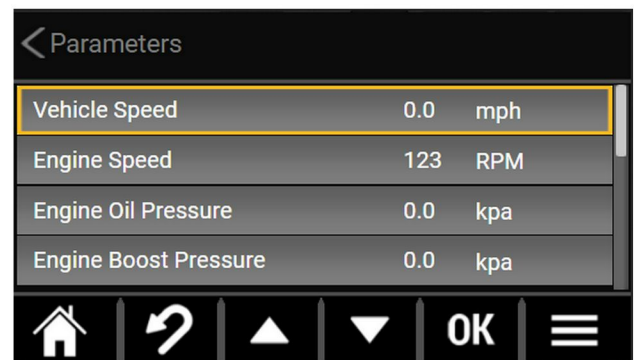 Parameters
Vehicle Speed 0.0 mph
Engine Speed 123 RPM
Engine Oil Pressure 0.0 kpa
Engine Boost Pressure 0.0 kpa
OK